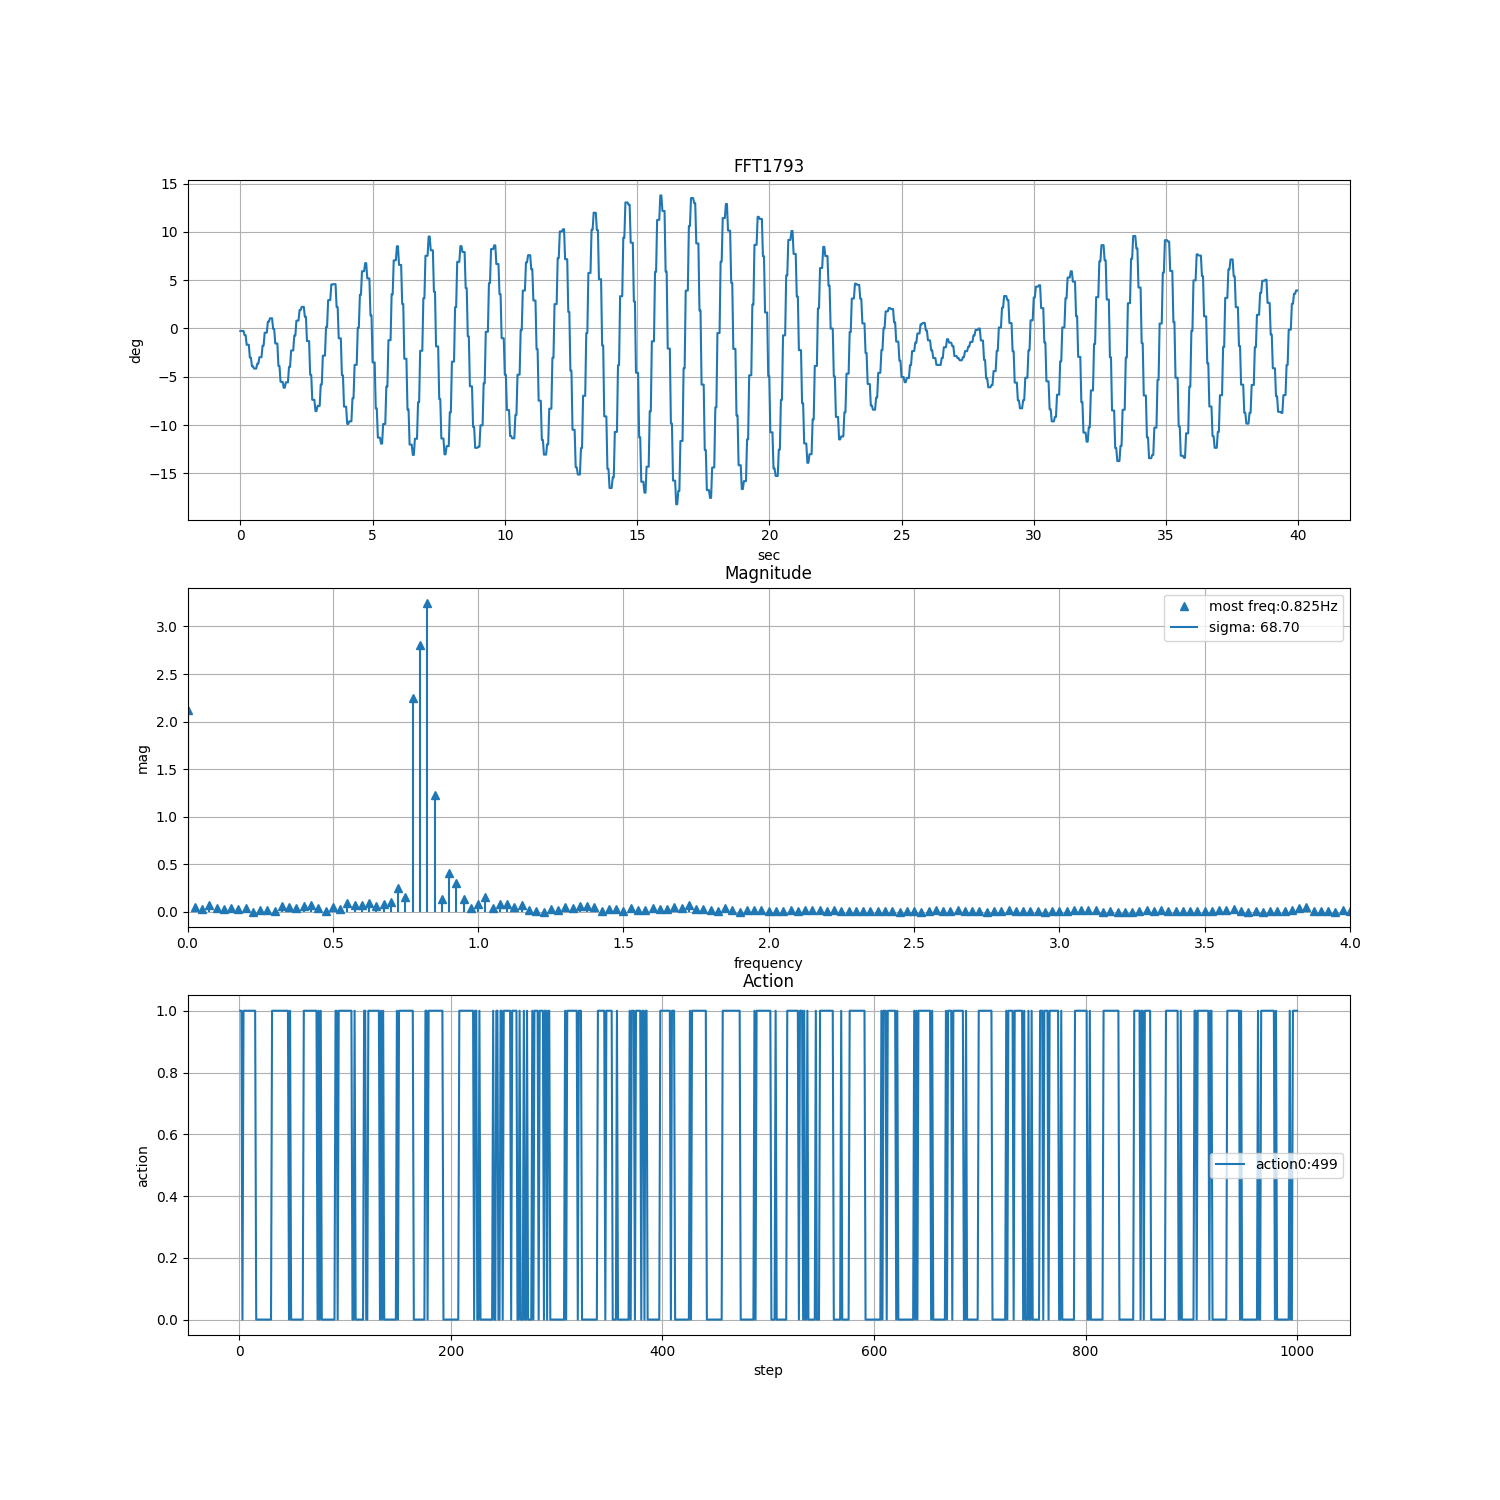 FFT1793
15
10
5
0
−5
−10
−15
deg
0 5 10 15 20 25 30 35 40
sec
Magnitude
most freq:0.825Hz
sigma: 68.70
3.0
2.5
2.0
1.5
1.0
0.5
0.0
mag
0.0 0.5 1.0 1.5 2.0 2.5 3.0 3.5 4.0
frequency
Action
1.0
0.8
0.6
0.4
0.2
0.0
action
action0:499
0 200 400 600 800 1000
step